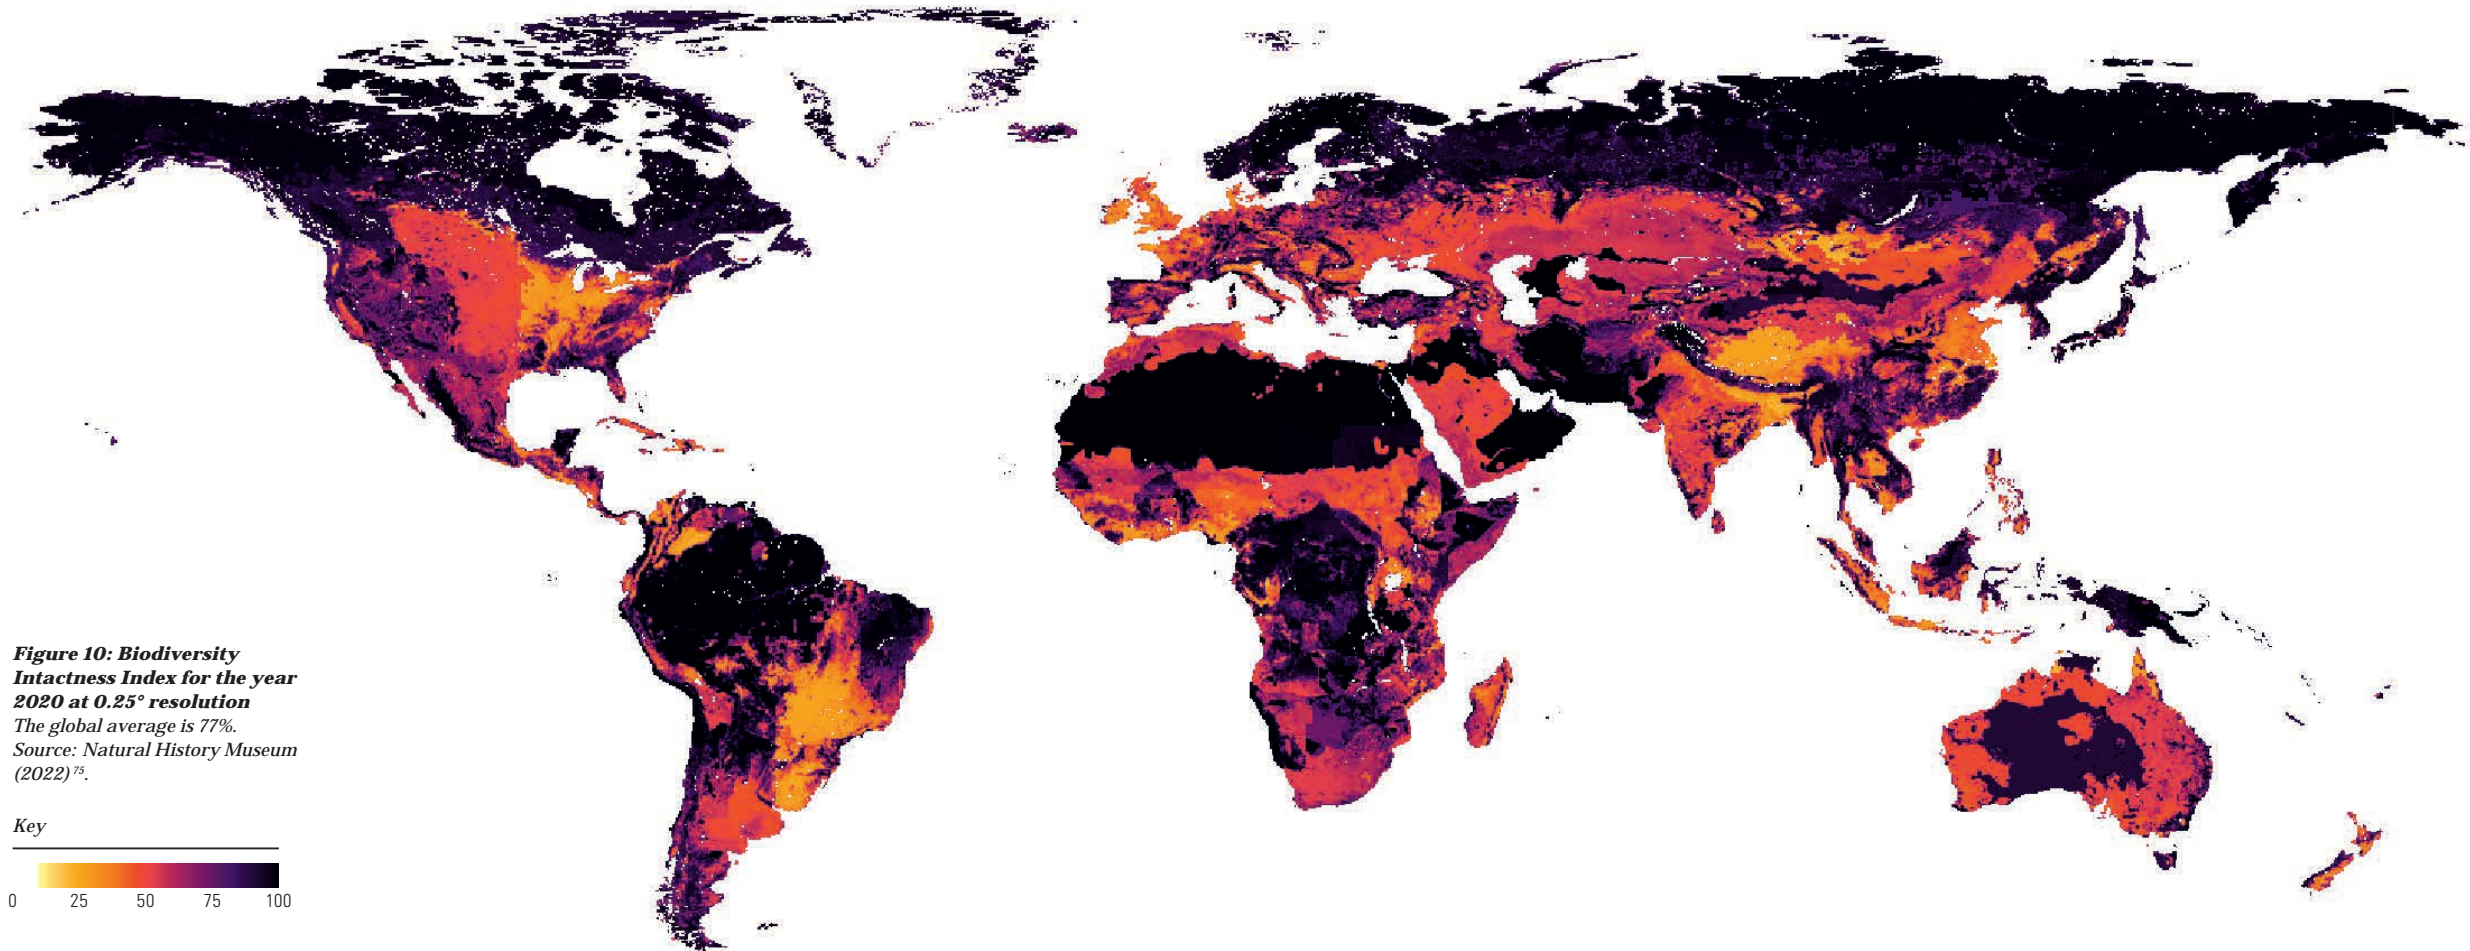 Figure 10: Biodiversity
Intactness Index for the year
2020 at 0.25° resolution
The global average is 77%.
Source: Natural History Museum
(2022)⁷⁵.
Key
0 25 50 75 100